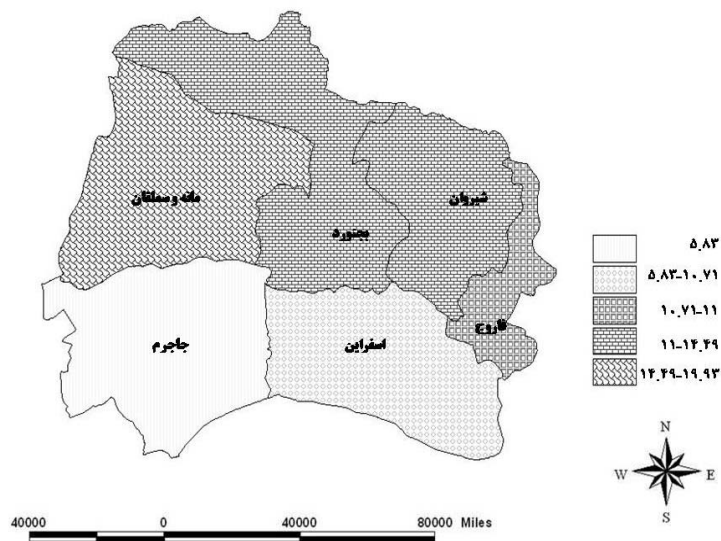 مانه و سملقان
شیروان
بجنورد
فاروج
جاجرم
اسفراین
۵,۸۳
۵,۸۳-۱۰,۷۱
۱۰,۷۱-۱۱
۱۱-۱۴,۴۹
۱۴,۴۹-۱۹,۹۳
N
W E
S
40000 0 40000 80000 Miles